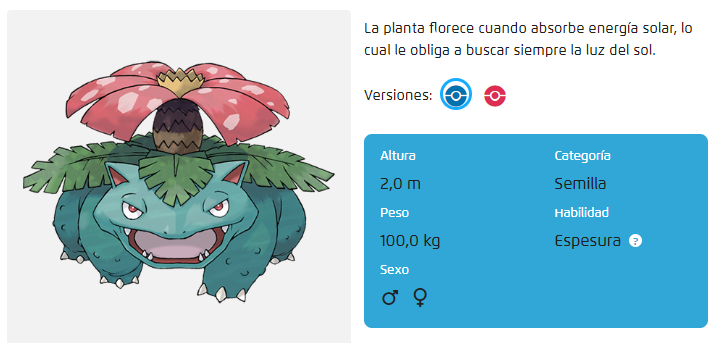 La planta florece cuando absorbe energía solar, lo
cual le obliga a buscar siempre la luz del sol.
Versiones:
Altura
2,0 m
Categoría
Semilla
Peso
100,0 kg
Habilidad
Espesura ?
Sexo
♂ ♀